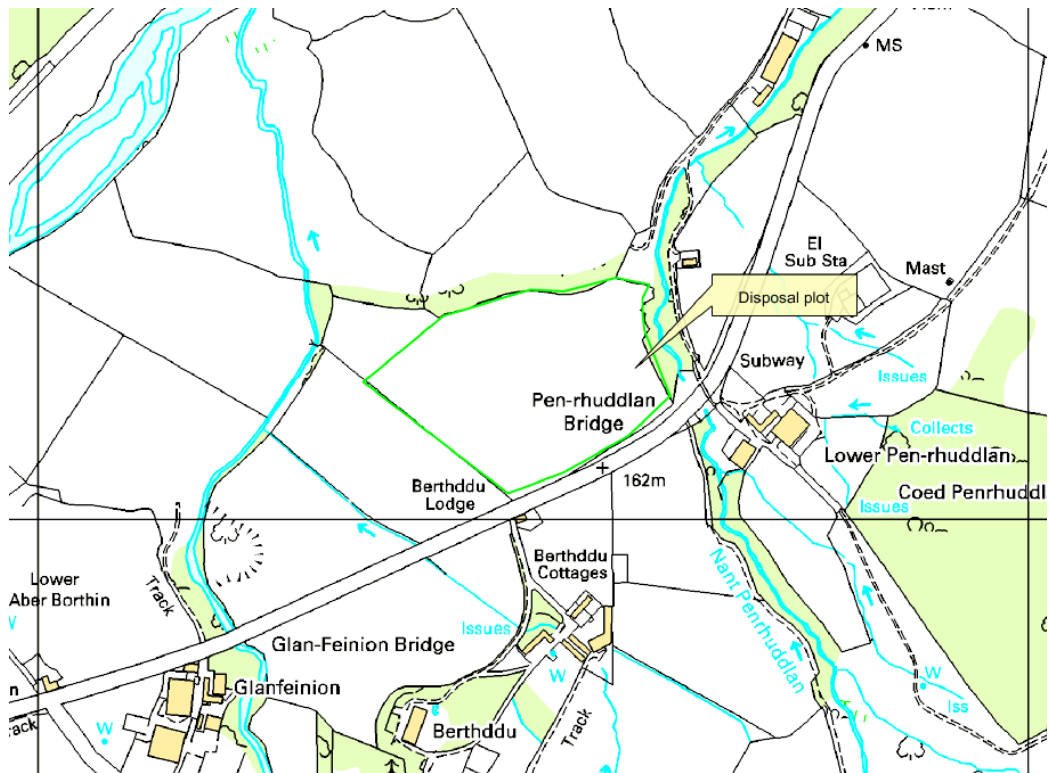 MS
El
Sub Sta
Mast
Disposal plot
Subway
Issues
Pen-rhuddlan
Bridge
Collects
Lower Pen-rhuddlan
162m
Berthddu
Lodge
Coed Penrhuddl
Issues
Lower
Aber Borthin
Track
Berthddu
Cottages
Nant Penrhuddlan
Issues
Glan-Feinion Bridge
W
W
Iss
Glanfeinion
n
Track
W
Berthddu
Track